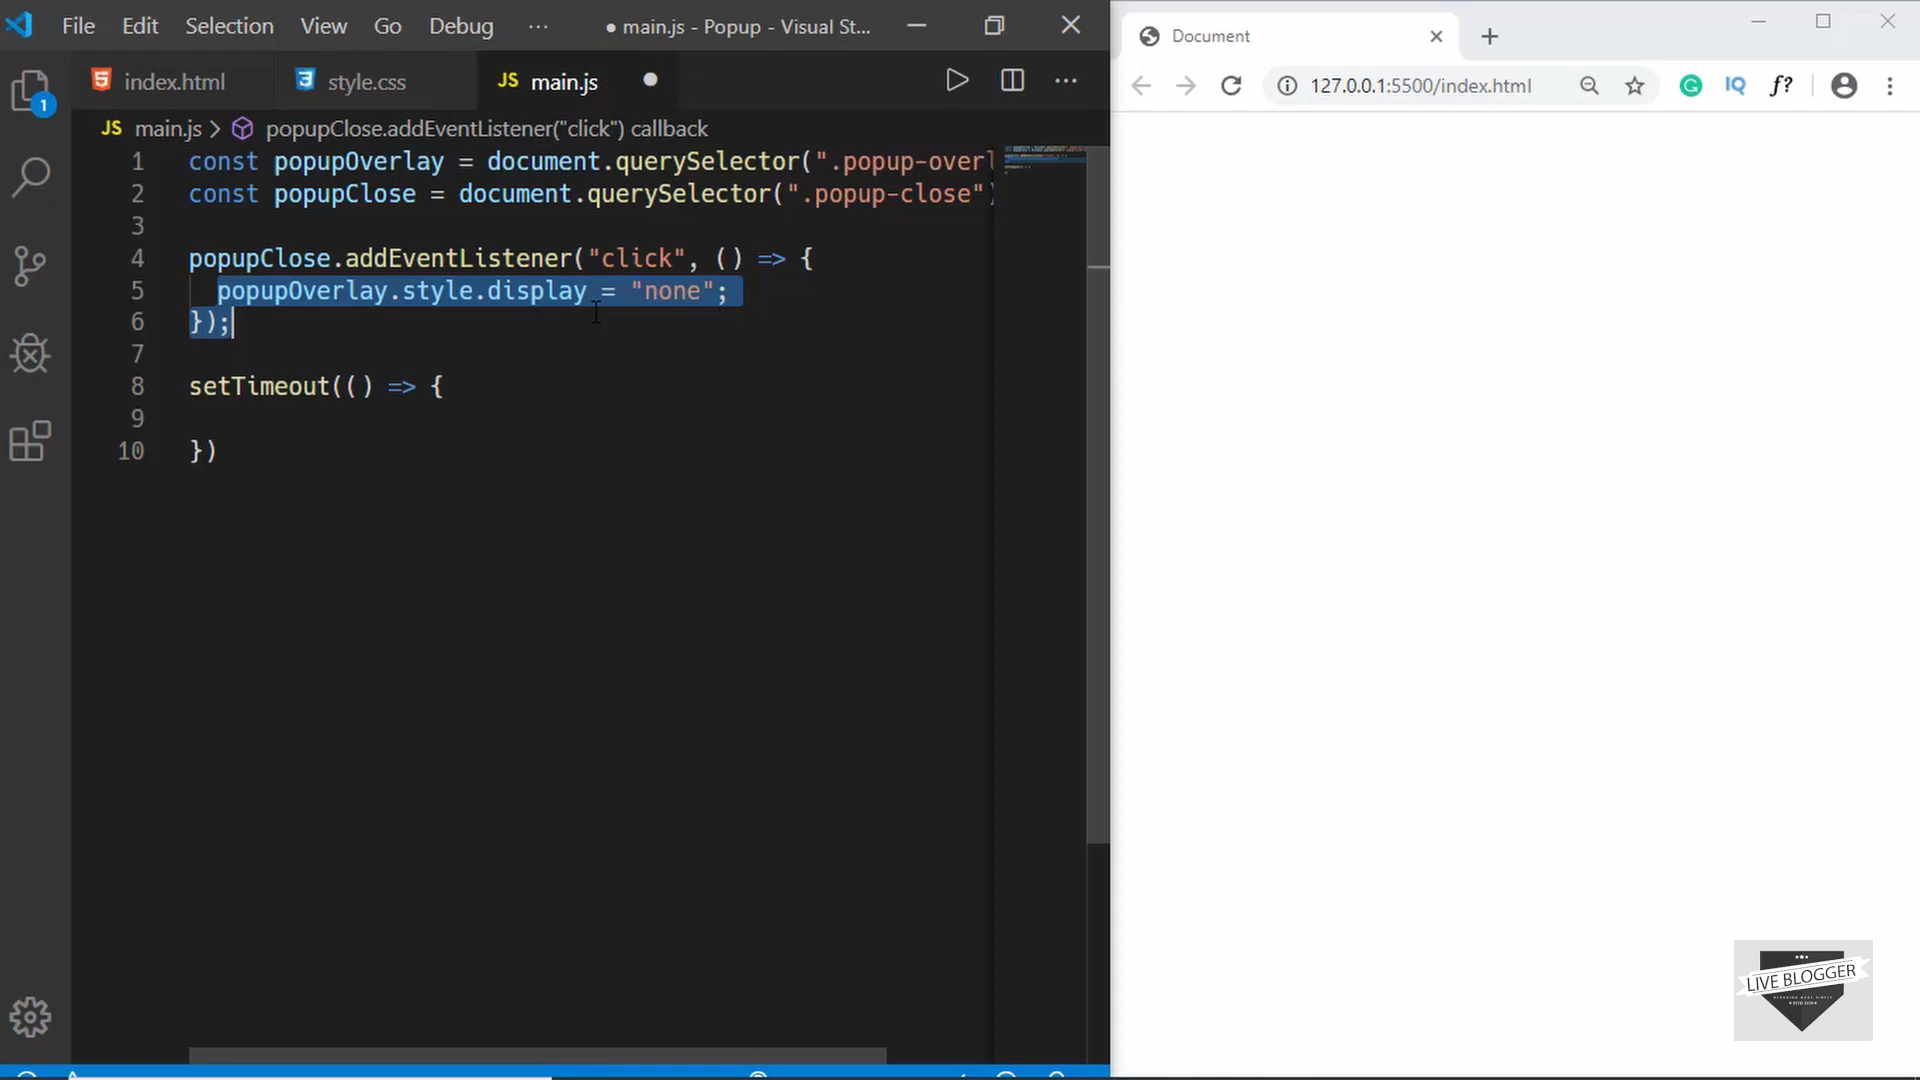 File Edit Selection View Go Debug ··· ● main.js - Popup - Visual St...
index.html style.css JS main.js
JS main.js > popupClose.addEventListener("click") callback
1 const popupOverlay = document.querySelector(".popup-overl
2 const popupClose = document.querySelector(".popup-close")
3
4 popupClose.addEventListener("click", () => {
5 popupOverlay.style.display = "none";
6 });
7
8 setTimeout(() => {
9
10 })
1
Document
127.0.0.1:5500/index.html
IQ f?
LIVE BLOGGER